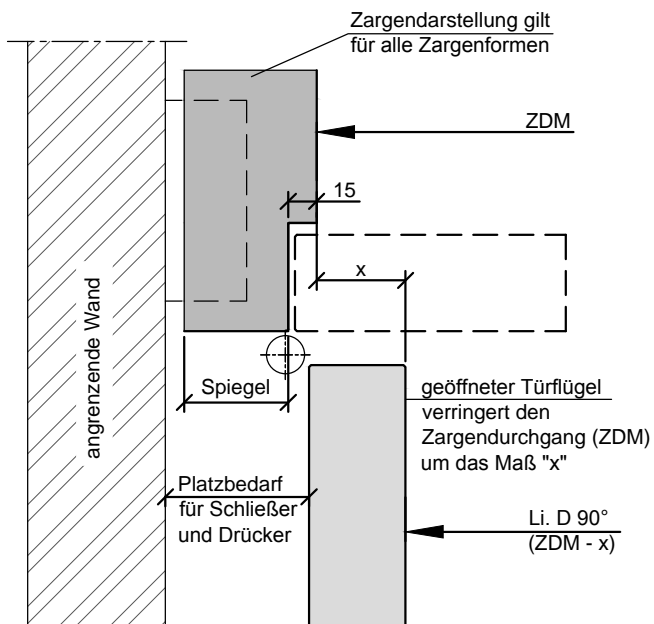 Zargendarstellung gilt
für alle Zargenformen
ZDM
15
x
angrenzende Wand
Spiegel
geöffneter Türflügel
verringert den
Zargendurchgang (ZDM)
um das Maß "x"
Platzbedarf
für Schließer
und Drücker
Li. D 90°
(ZDM - x)